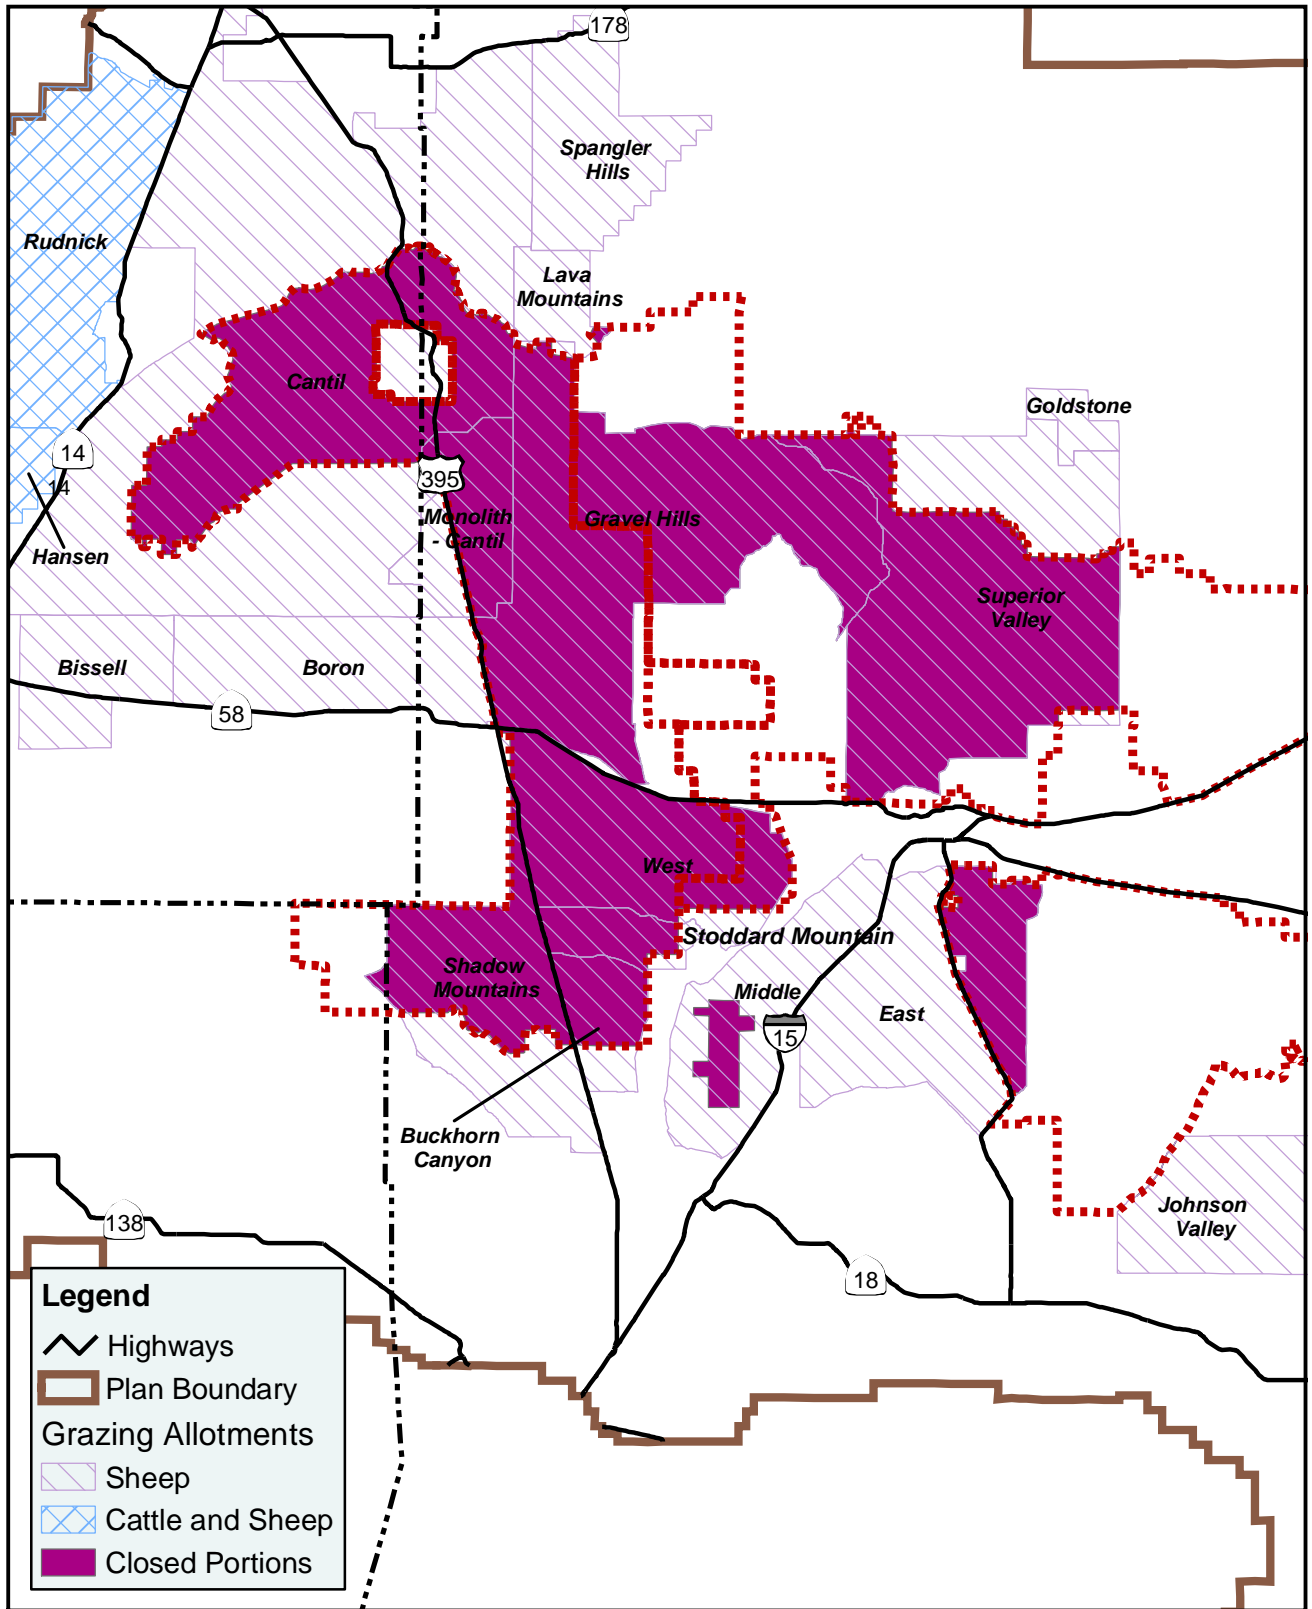 178
Spangler
Hills
Rudnick
Lava
Mountains
Cantil
Goldstone
14
395
14
Monolith
- Cantil
Gravel Hills
Hansen
Superior
Valley
Bissell
Boron
58
West
Stoddard Mountain
Shadow
Mountains
Middle
East
15
Buckhorn
Canyon
Johnson
Valley
138
18
Legend
Highways
Plan Boundary
Grazing Allotments
Sheep
Cattle and Sheep
Closed Portions